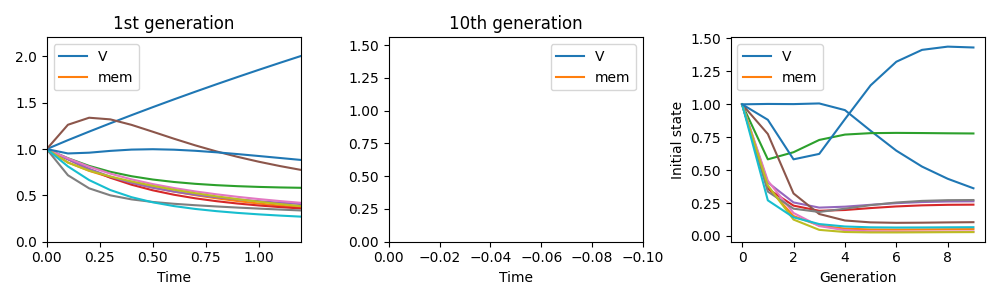 1st generation
V
mem
0.0
0.5
1.0
1.5
2.0
0.00 0.25 0.50 0.75 1.00
Time
10th generation
V
mem
0.00
0.25
0.50
0.75
1.00
1.25
1.50
0.00 −0.02 −0.04 −0.06 −0.08 −0.10
Time
V
mem
Initial state
0.00
0.25
0.50
0.75
1.00
1.25
1.50
0 2 4 6 8
Generation